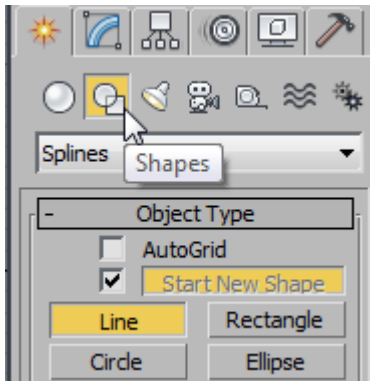 Splines
Shapes
- Object Type
AutoGrid
Start New Shape
Line Rectangle
Circle Ellipse